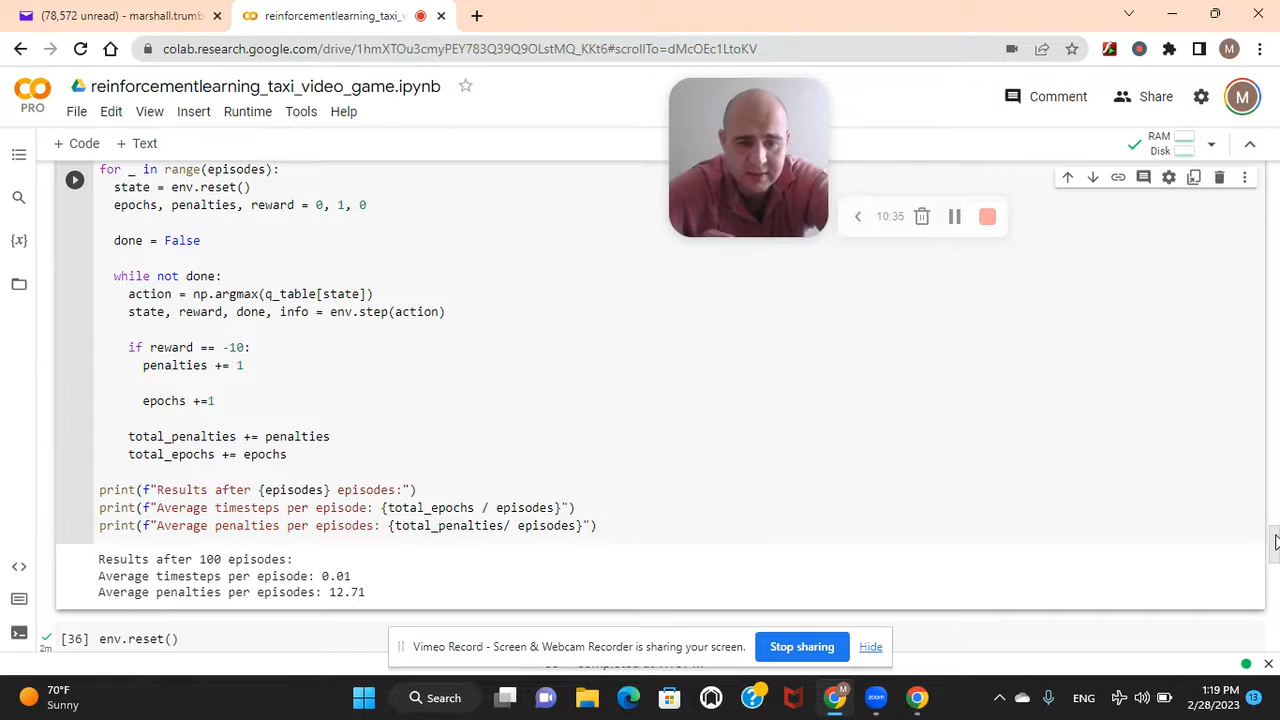 (78,572 unread) - marshall.trumb
reinforcementlearning_taxi_v
colab.research.google.com/drive/1hmXTOu3cmyPEY783Q39Q9OLstMQ_KKt6#scrollTo=dMcOEc1LtoKV
M
PRO
reinforcementlearning_taxi_video_game.ipynb
Comment
Share
M
File Edit View Insert Runtime Tools Help
+ Code + Text
RAM
Disk
for _ in range(episodes):
state = env.reset()
epochs, penalties, reward = 0, 1, 0
10:35
done = False
while not done:
action = np.argmax(q_table[state])
state, reward, done, info = env.step(action)
if reward == -10:
penalties += 1
epochs +=1
total_penalties += penalties
total_epochs += epochs
print(f"Results after {episodes} episodes:")
print(f"Average timesteps per episode: {total_epochs / episodes}")
print(f"Average penalties per episodes: {total_penalties/ episodes}")
Results after 100 episodes:
Average timesteps per episode: 0.01
Average penalties per episodes: 12.71
[36] env.reset()
2m
Vimeo Record - Screen & Webcam Recorder is sharing your screen.
Stop sharing
Hide
70°F
Sunny
Search
zoom
ENG
1:19 PM
2/28/2023
13